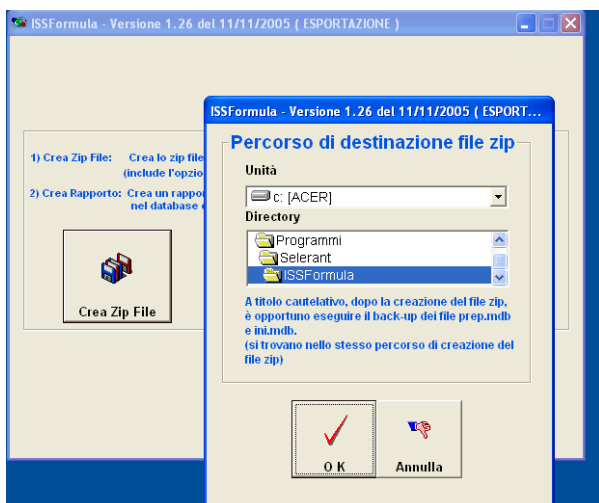 ISSFormula - Versione 1.26 del 11/11/2005 ( ESPORTAZIONE )
1) Crea Zip File: Crea lo zip file
(include l'opzio
2) Crea Rapporto: Crea un rappor
nel database
Crea Zip File
ISSFormula - Versione 1.26 del 11/11/2005 ( ESPORT...
Percorso di destinazione file zip
Unità
c: [ACER]
Directory
Programmi
Selerant
ISSFormula
A titolo cautelativo, dopo la creazione del file zip,
è opportuno eseguire il back-up dei file prep.mdb
e ini.mdb.
(si trovano nello stesso percorso di creazione del
file zip)
O K
Annulla